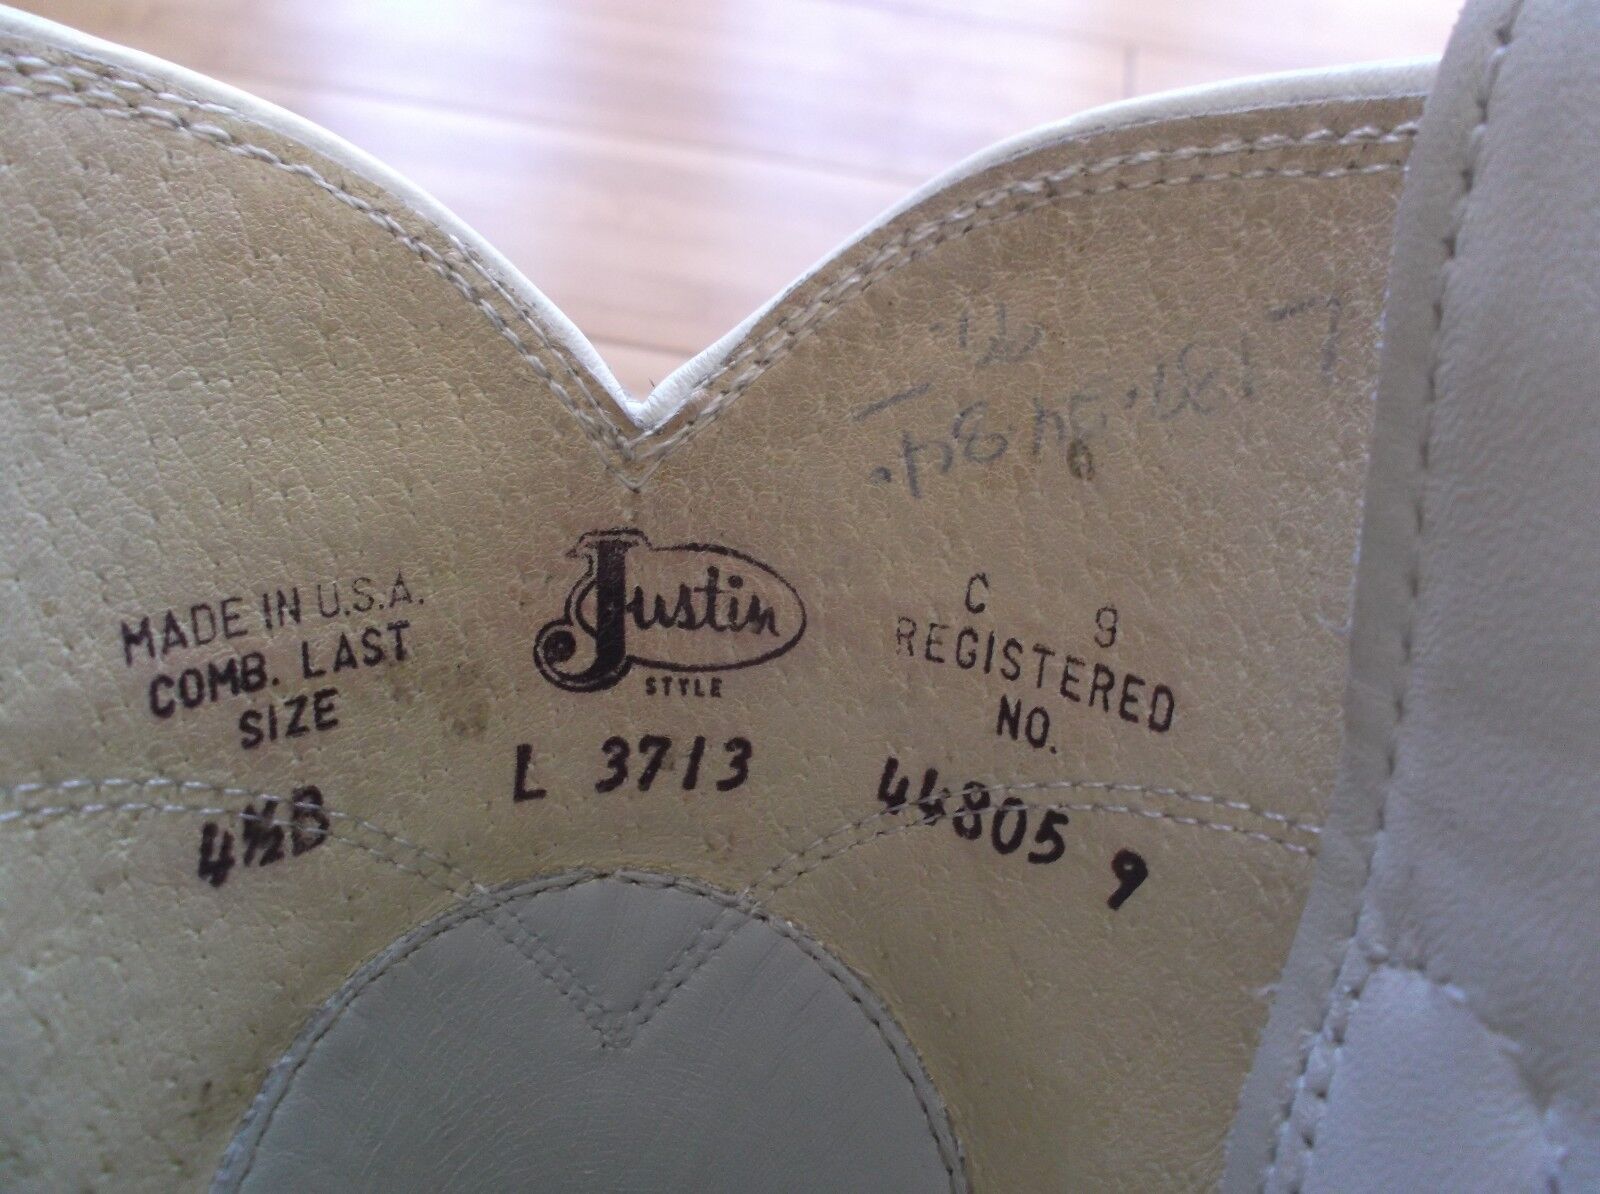 MADE IN U.S.A.
COMB. LAST
SIZE
4½B
Justin
STYLE
L 3713
C 9
REGISTERED
NO.
44805 9